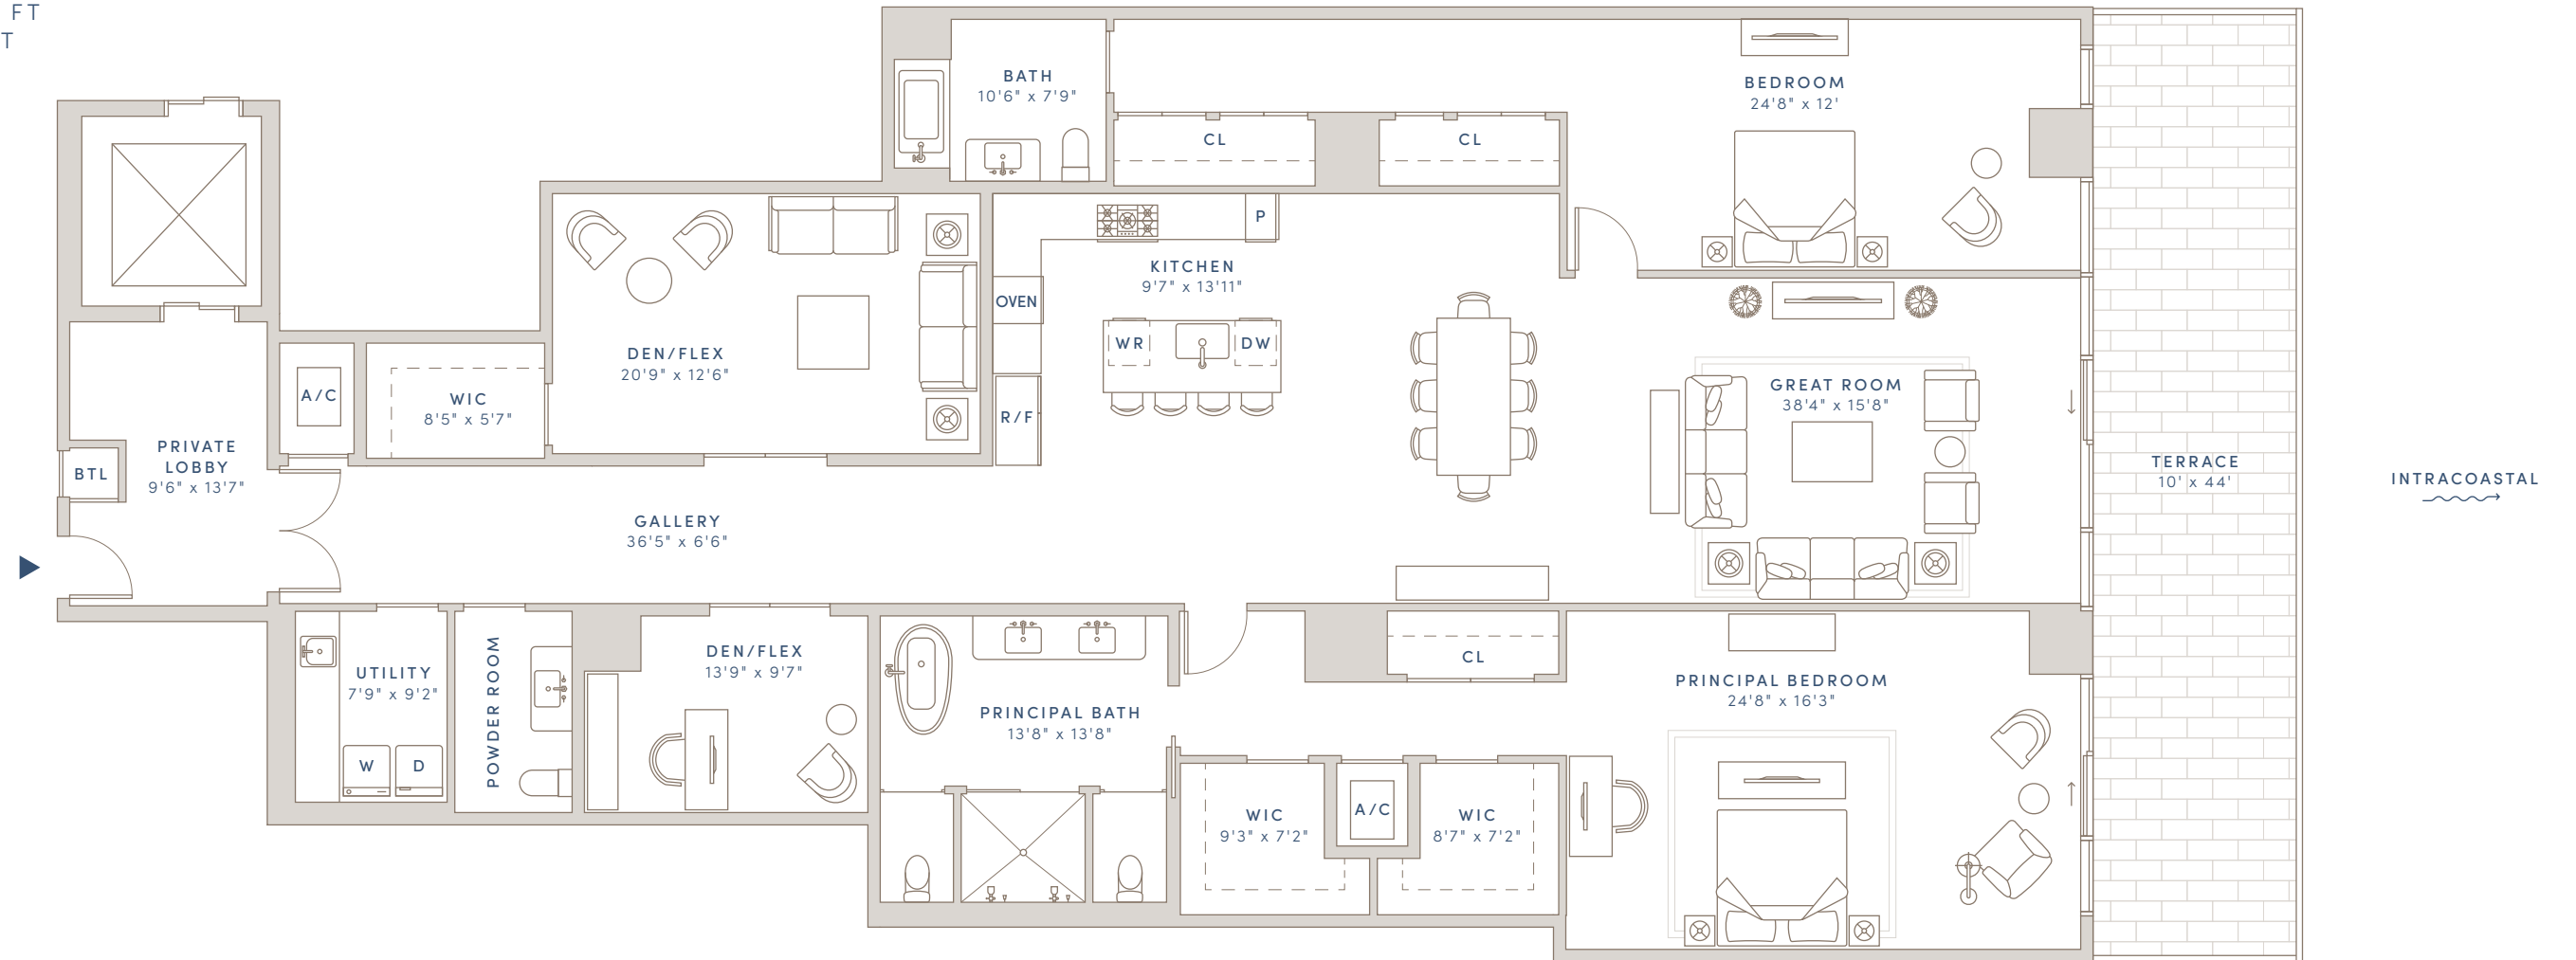 FT
T
BATH
10'6" x 7'9"
BEDROOM
24'8" x 12'
CL
CL
P
KITCHEN
9'7" x 13'11"
OVEN
WR
DW
R/F
DEN/FLEX
20'9" x 12'6"
A/C
WIC
8'5" x 5'7"
GREAT ROOM
38'4" x 15'8"
PRIVATE
LOBBY
9'6" x 13'7"
BTL
TERRACE
10' x 44'
INTRACOASTAL
GALLERY
36'5" x 6'6"
UTILITY
7'9" x 9'2"
W
D
POWDER ROOM
DEN/FLEX
13'9" x 9'7"
PRINCIPAL BATH
13'8" x 13'8"
CL
PRINCIPAL BEDROOM
24'8" x 16'3"
WIC
9'3" x 7'2"
A/C
WIC
8'7" x 7'2"